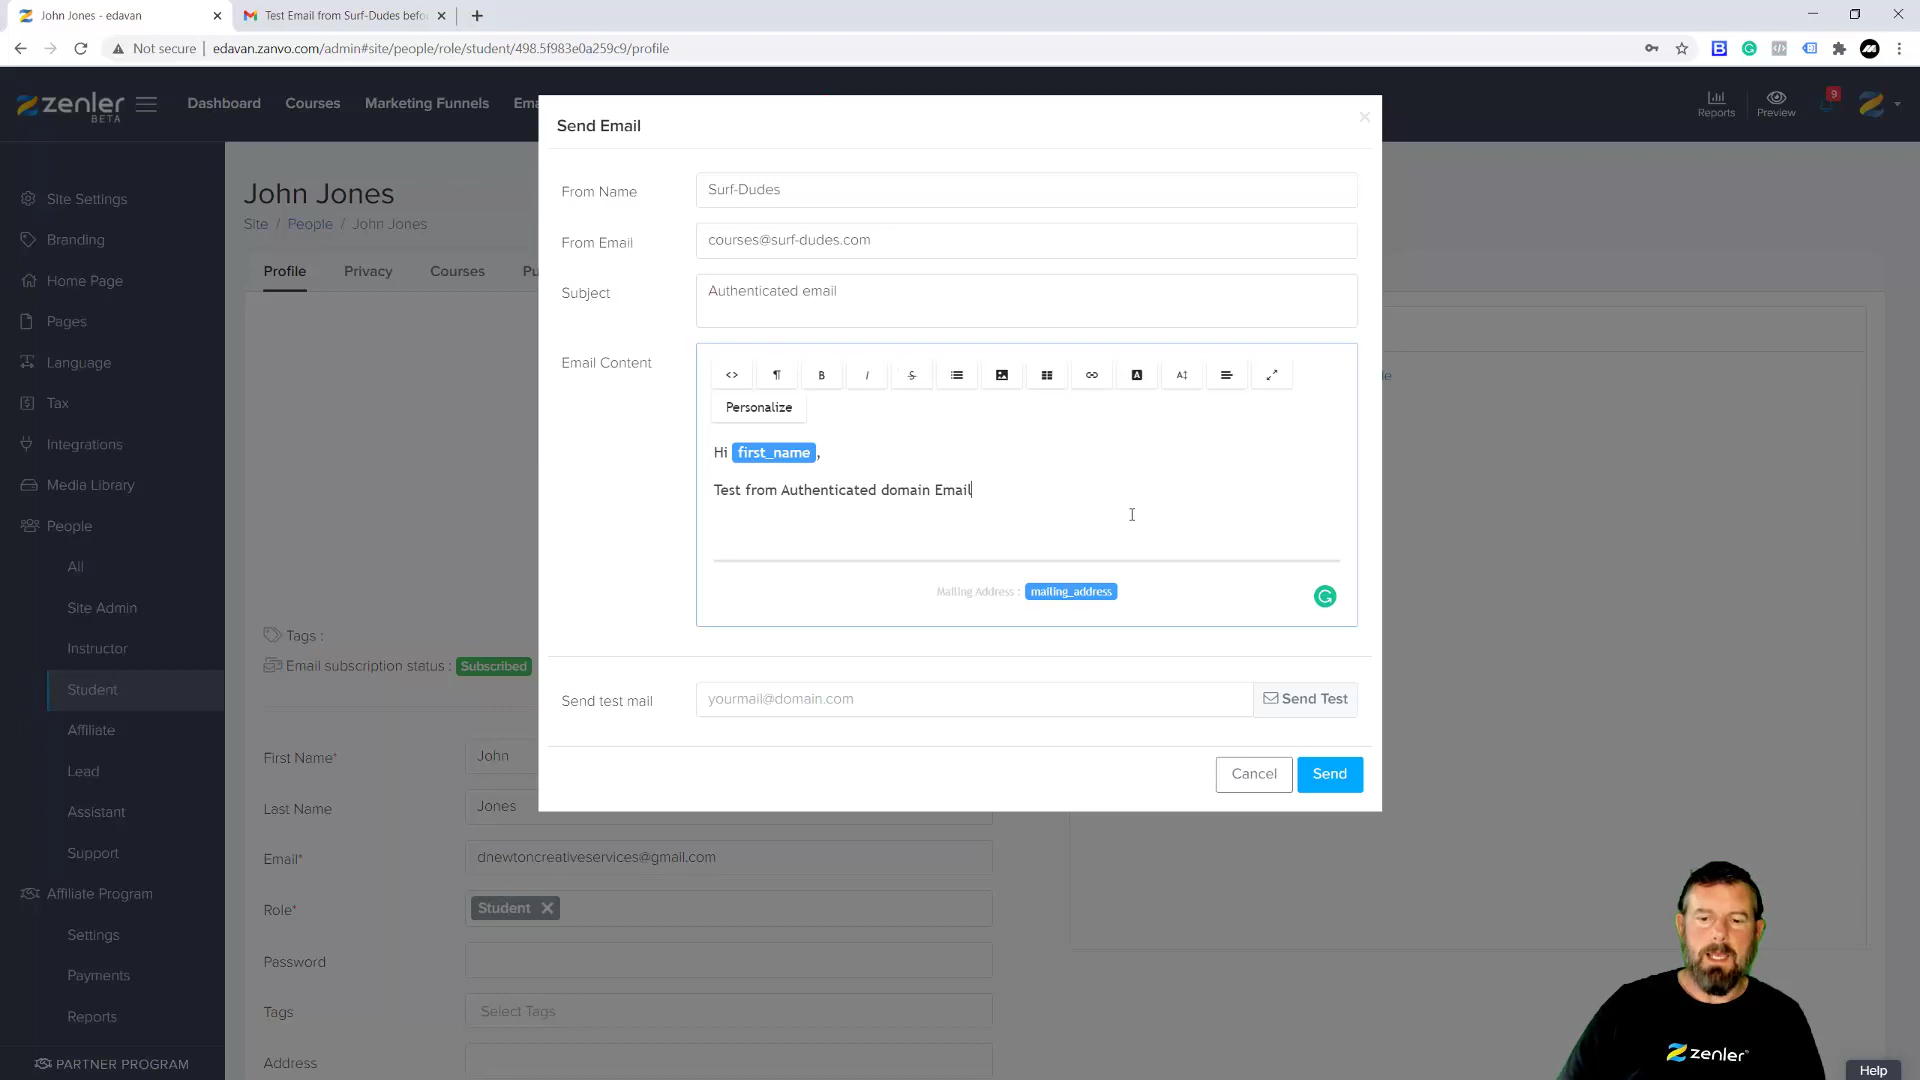 John Jones - edavan
Test Email from Surf-Dudes befo
Not secure
edavan.zanvo.com/admin#site/people/role/student/498.5f983e0a259c9/profile
zenler
BETA
Dashboard
Courses
Marketing Funnels
Ema
Reports
Preview
9
Site Settings
Branding
Home Page
Pages
Language
Tax
Integrations
Media Library
People
All
Site Admin
Instructor
Student
Affiliate
Lead
Assistant
Support
Affiliate Program
Settings
Payments
Reports
PARTNER PROGRAM
John Jones
Site / People / John Jones
Profile
Privacy
Courses
Pu
Tags :
Email subscription status : Subscribed
First Name*
John
Last Name
Jones
Email*
dnewtoncreativeservices@gmail.com
Role*
Student
Password
Tags
Select Tags
Address
Send Email
From Name
Surf-Dudes
From Email
courses@surf-dudes.com
Subject
Authenticated email
Email Content
Personalize
Hi first_name,
Test from Authenticated domain Email
Mailing Address : mailing_address
Send test mail
yourmail@domain.com
Send Test
Cancel
Send
zenler
Help